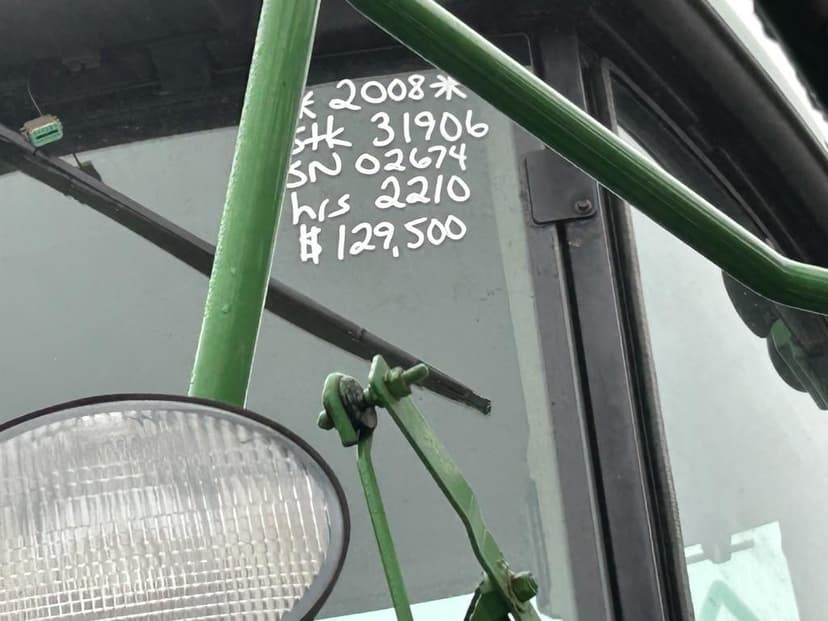 * 2008 *
Stk 31906
SN 02674
hrs 2210
$129,500